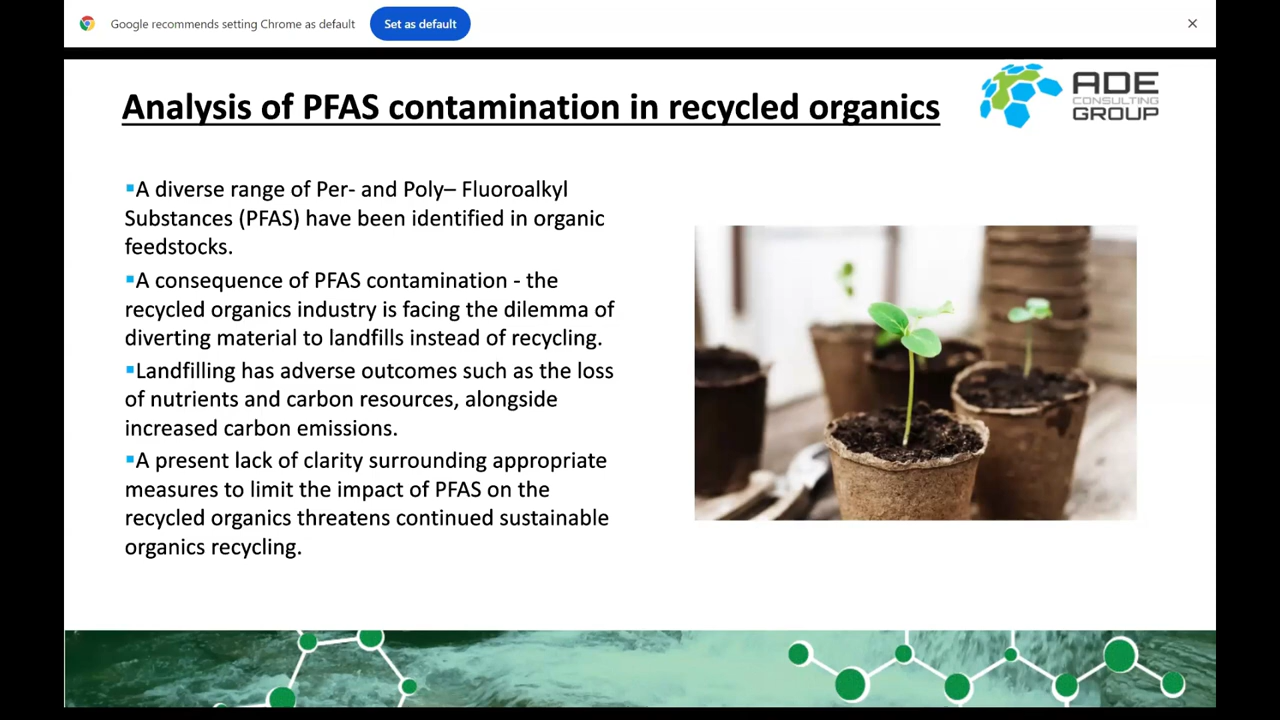 Google recommends setting Chrome as default
Set as default
Analysis of PFAS contamination in recycled organics
ADE
CONSULTING
GROUP
▪A diverse range of Per- and Poly– Fluoroalkyl
Substances (PFAS) have been identified in organic
feedstocks.
▪A consequence of PFAS contamination - the
recycled organics industry is facing the dilemma of
diverting material to landfills instead of recycling.
▪Landfilling has adverse outcomes such as the loss
of nutrients and carbon resources, alongside
increased carbon emissions.
▪A present lack of clarity surrounding appropriate
measures to limit the impact of PFAS on the
recycled organics threatens continued sustainable
organics recycling.